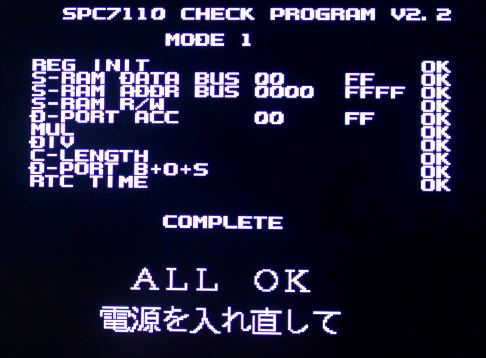 SPC7110 CHECK PROGRAM V2.2
MODE 1
REG INIT OK
S-RAM DATA BUS 00 FF OK
S-RAM ADDR BUS 0000 FFFF OK
S-RAM R/W OK
D-PORT ACC 00 FF OK
MUL OK
DIV OK
C-LENGTH OK
D-PORT B+O+S OK
RTC TIME OK
COMPLETE
ALL OK
電源を入れ直して